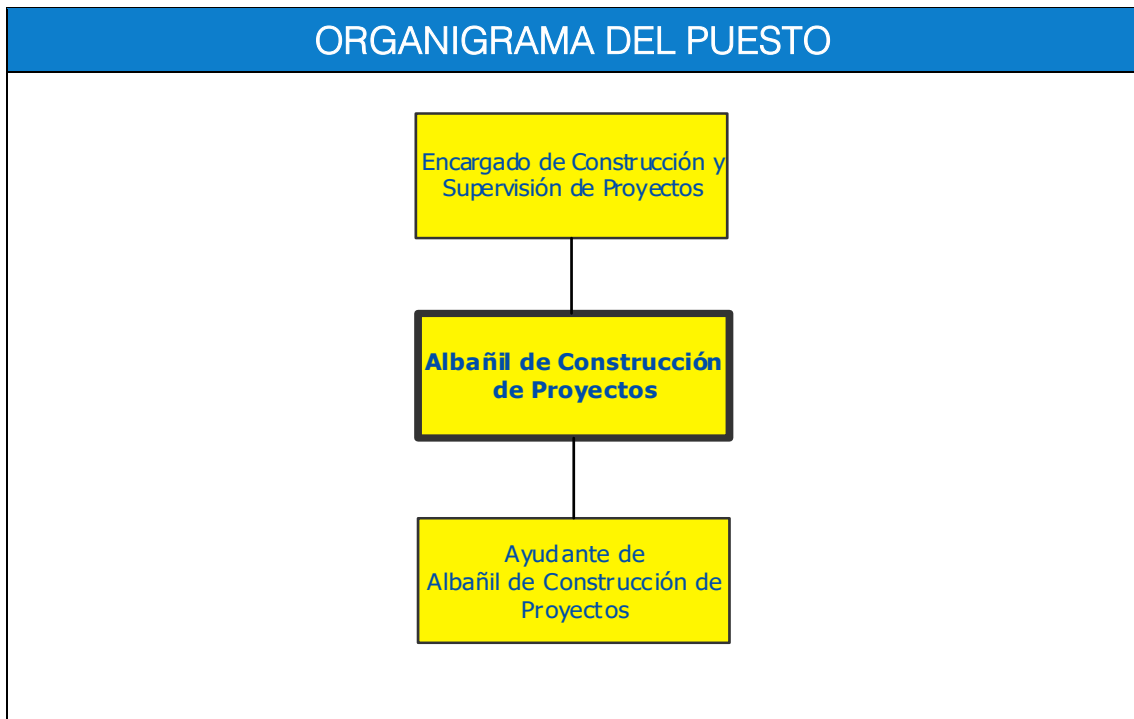 ORGANIGRAMA DEL PUESTO
Encargado de Construcción y
Supervisión de Proyectos
Albañil de Construcción
de Proyectos
Ayudante de
Albañil de Construcción de
Proyectos